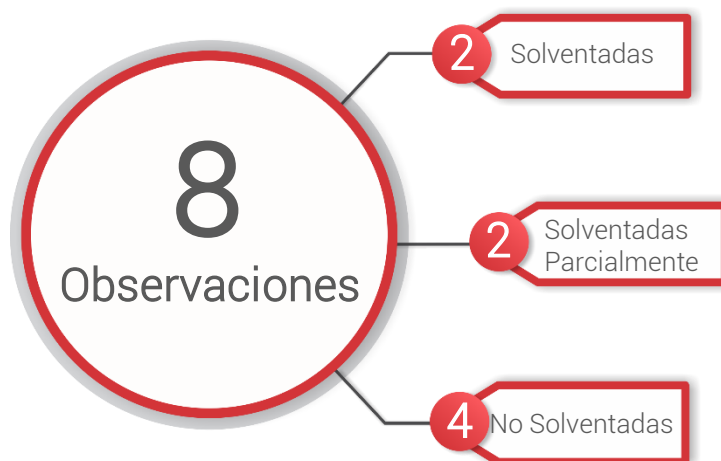 8
Observaciones
2
Solventadas
2
Solventadas
Parcialmente
4
No Solventadas